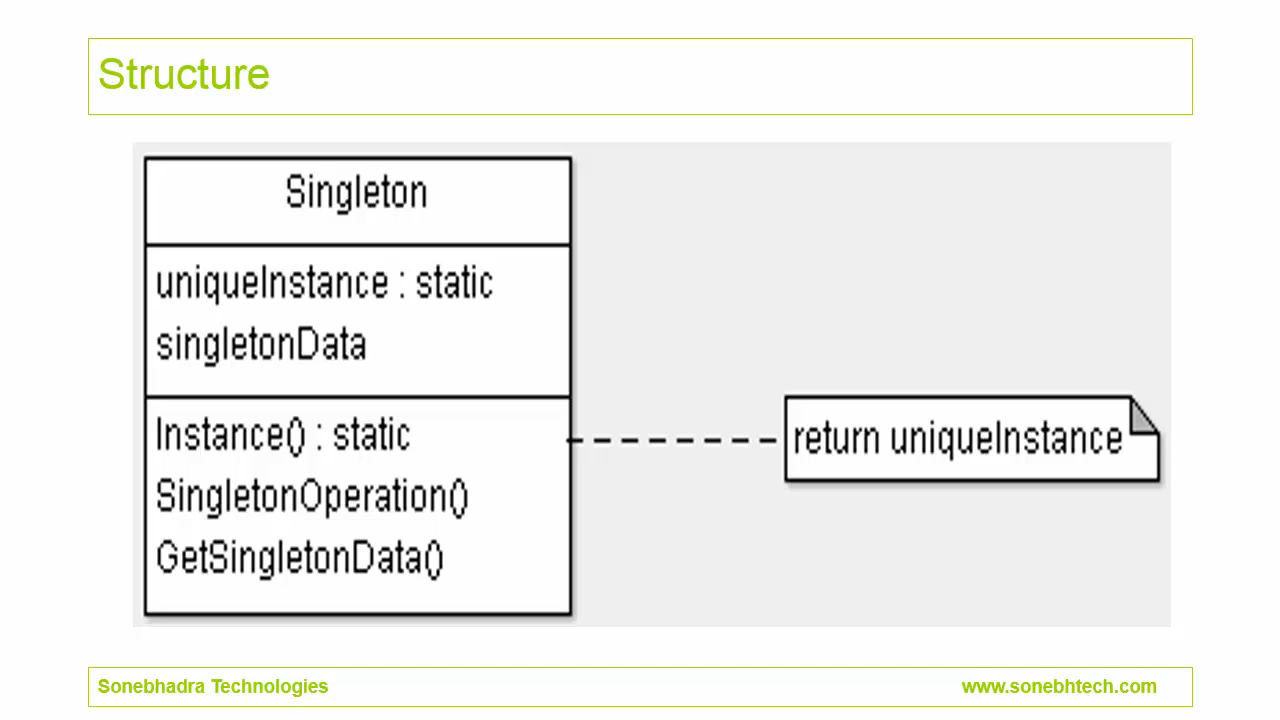 Structure
Singleton
uniqueInstance : static
singletonData
Instance() : static
return uniqueInstance
SingletonOperation()
GetSingletonData()
Sonebhadra Technologies
www.sonebhtech.com